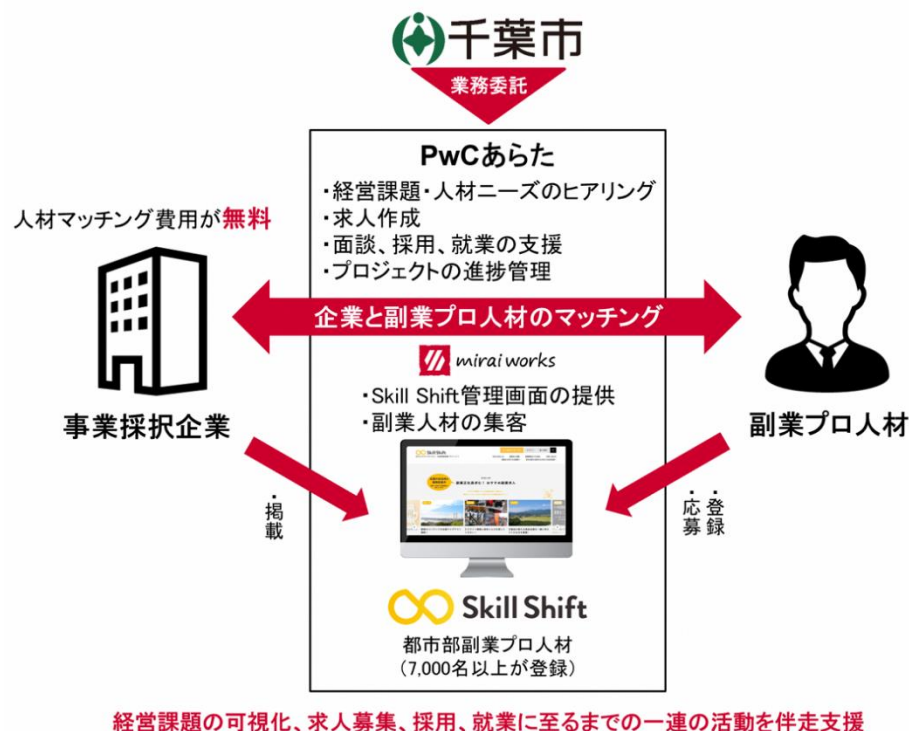 千葉市
業務委託
PwCあらた
・経営課題・人材ニーズのヒアリング
・求人作成
・面談、採用、就業の支援
・プロジェクトの進捗管理
人材マッチング費用が無料
企業と副業プロ人材のマッチング
mirai works
・Skill Shift管理画面の提供
・副業人材の集客
事業採択企業
副業プロ人材
・掲載
・登録
・応募
Skill Shift
Skill Shift
都市部副業プロ人材
(7,000名以上が登録)
経営課題の可視化、求人募集、採用、就業に至るまでの一連の活動を伴走支援